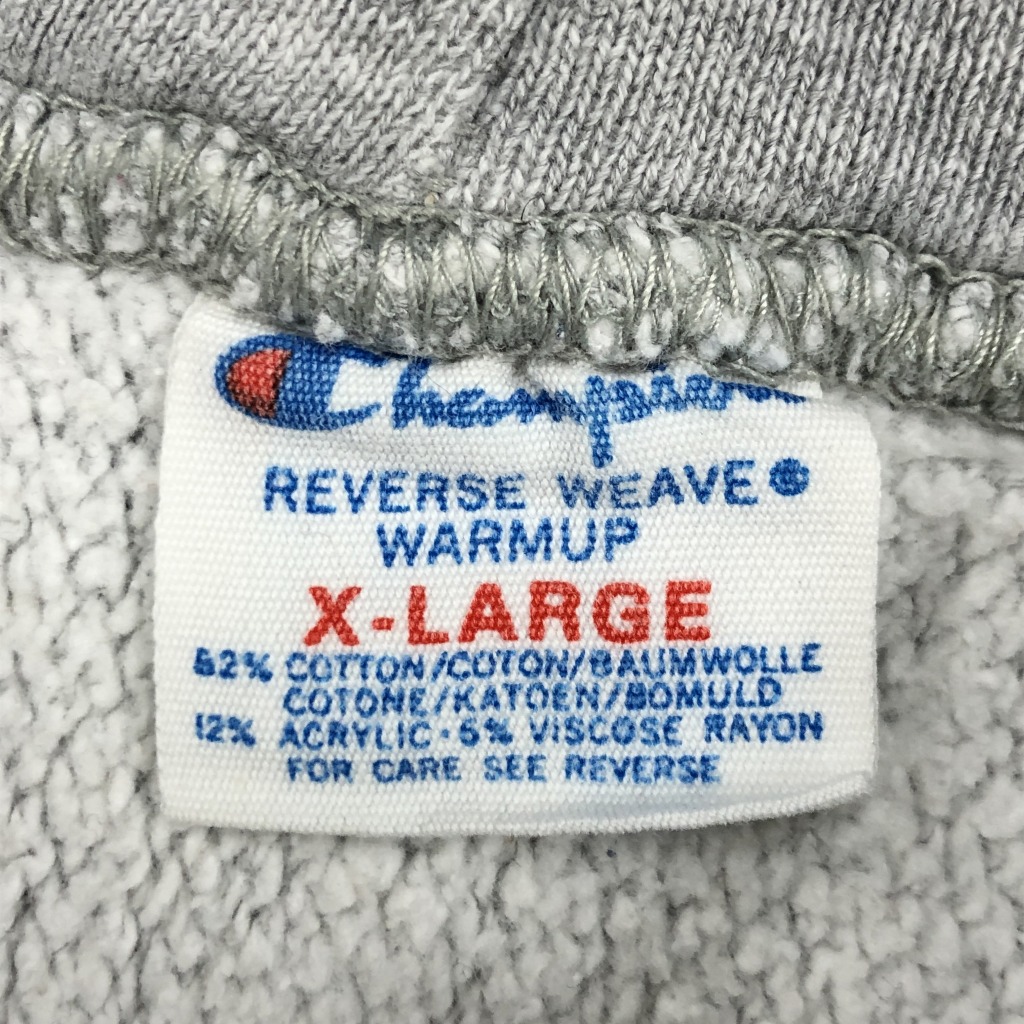 Champion
REVERSE WEAVE®
WARMUP
X-LARGE
82% COTTON/COTON/BAUMWOLLE
COTONE/KATOEN/BOMULD
12% ACRYLIC·6% VISCOSE RAYON
FOR CARE SEE REVERSE